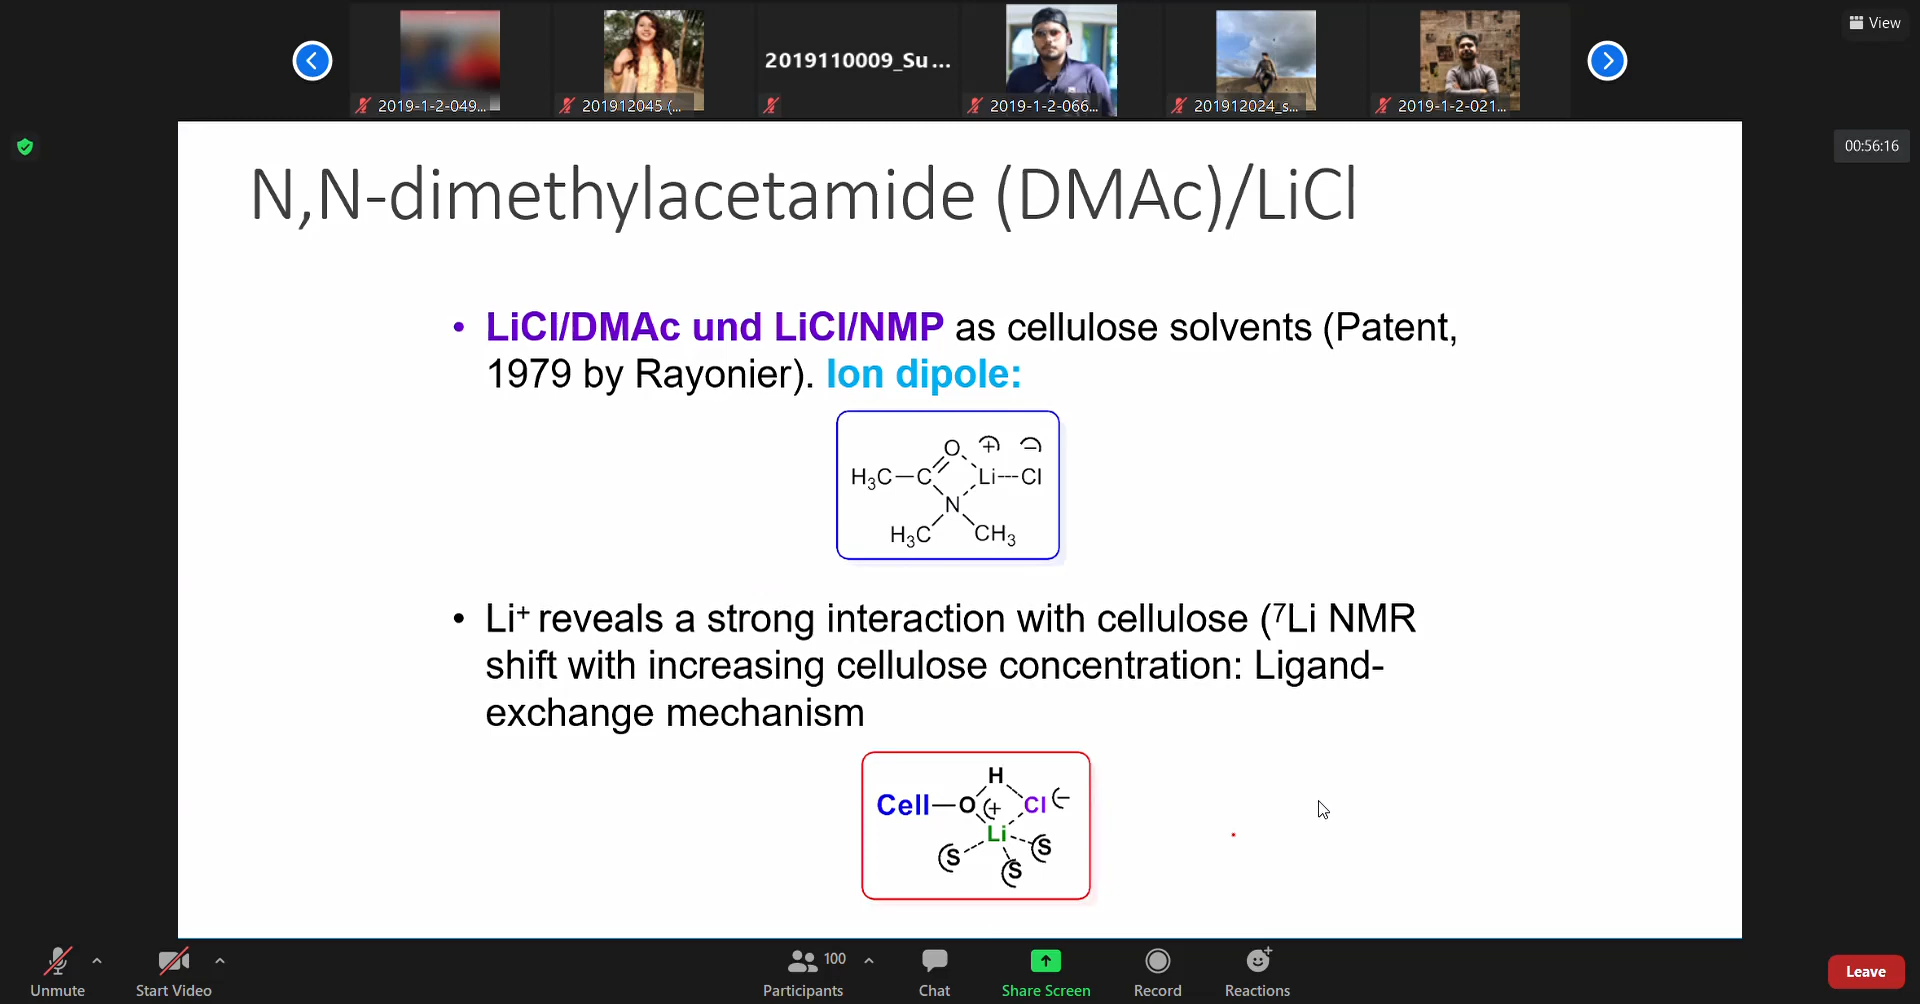 View
2019-1-2-049...
201912045 (...
2019110009_Su ...
2019-1-2-066...
201912024_s...
2019-1-2-021...
00:56:16
N,N-dimethylacetamide (DMAc)/LiCl
• LiCl/DMAc und LiCl/NMP as cellulose solvents (Patent,
1979 by Rayonier). Ion dipole:
O + −
H₃C—C Li---Cl
N
H₃C CH₃
• Li⁺ reveals a strong interaction with cellulose (⁷Li NMR
shift with increasing cellulose concentration: Ligand-
exchange mechanism
H
Cell—O + Cl −
Li
S S
S
Unmute
Start Video
100
Participants
Chat
Share Screen
Record
Reactions
Leave